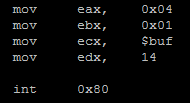 mov eax, 0x04
mov ebx, 0x01
mov ecx, $buf
mov edx, 14
int 0x80